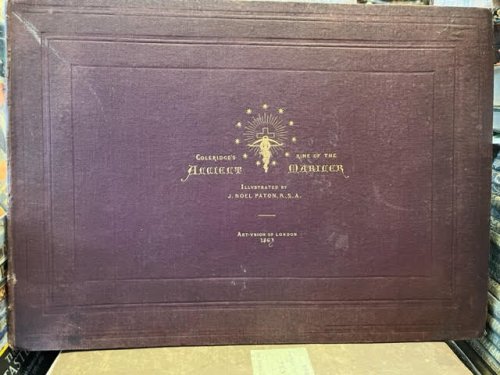 COLERIDGE'S RIME OF THE
ANCIENT MARINER
ILLUSTRATED BY
J. NOEL PATON, R.S.A.
ART-UNION OF LONDON
1863